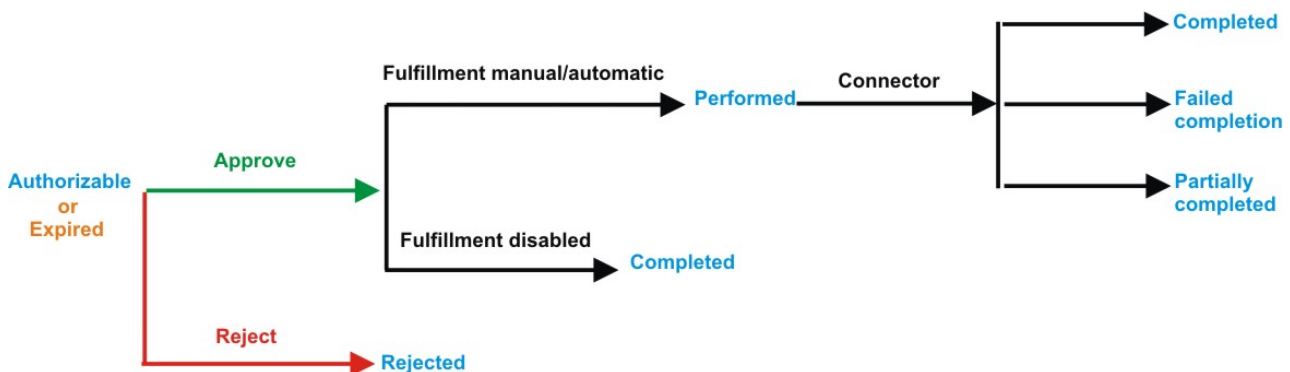 Completed
Fulfillment manual/automatic
Performed
Connector
Failed
completion
Approve
Authorizable
or
Expired
Partially
completed
Fulfillment disabled
Completed
Reject
Rejected